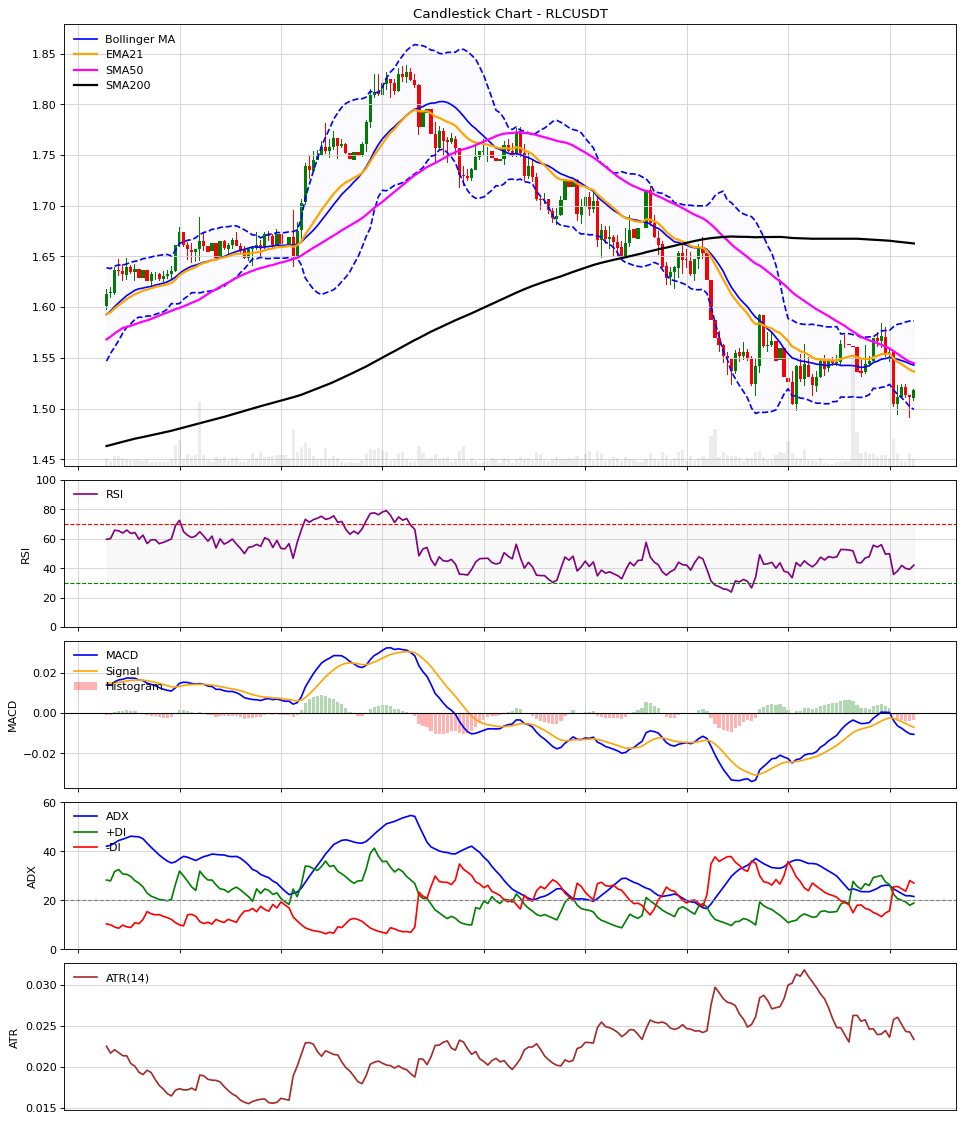 Candlestick Chart - RLCUSDT
Bollinger MA
EMA21
SMA50
SMA200
1.85
1.80
1.75
1.70
1.65
1.60
1.55
1.50
1.45
RSI
RSI
100
80
60
40
20
0
MACD
Signal
Histogram
MACD
0.02
0.00
−0.02
ADX
+DI
-DI
ADX
60
40
20
0
ATR(14)
ATR
0.030
0.025
0.020
0.015